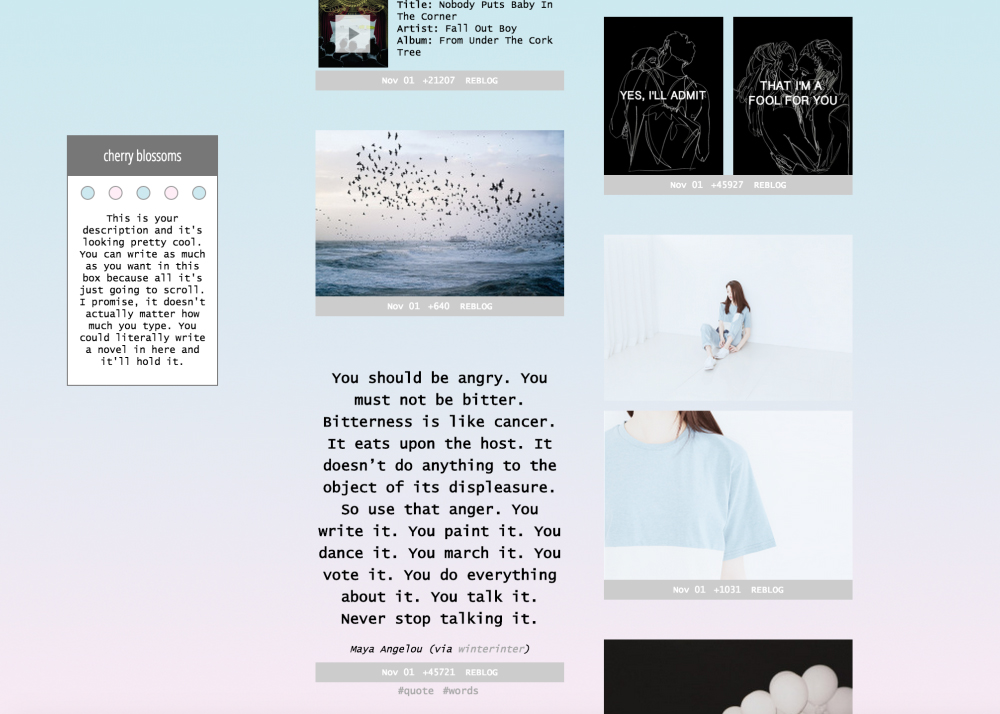 cherry blossoms
This is your
description and it's
looking pretty cool.
You can write as much
as you want in this
box because all it's
just going to scroll.
I promise, it doesn't
actually matter how
much you type. You
could literally write
a novel in here and
it'll hold it.
Title: Nobody Puts Baby In
The Corner
Artist: Fall Out Boy
Album: From Under The Cork
Tree
Nov 01 +21207 REBLOG
Nov 01 +640 REBLOG
You should be angry. You
must not be bitter.
Bitterness is like cancer.
It eats upon the host. It
doesn’t do anything to the
object of its displeasure.
So use that anger. You
write it. You paint it. You
dance it. You march it. You
vote it. You do everything
about it. You talk it.
Never stop talking it.
Maya Angelou (via winterinter)
Nov 01 +45721 REBLOG
#quote #words
YES, I'LL ADMIT
THAT I'M A
FOOL FOR YOU
Nov 01 +45927 REBLOG
Nov 01 +1031 REBLOG